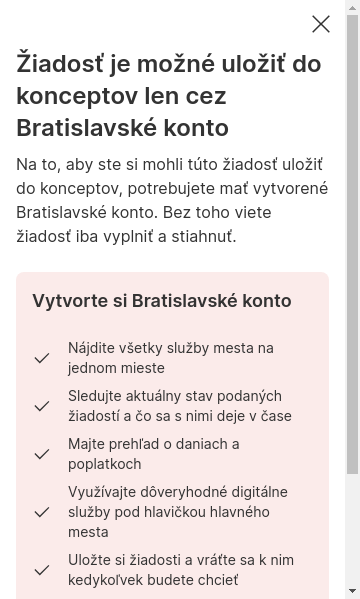 Žiadosť je možné uložiť do
konceptov len cez
Bratislavské konto
Na to, aby ste si mohli túto žiadosť uložiť
do konceptov, potrebujete mať vytvorené
Bratislavské konto. Bez toho viete
žiadosť iba vyplniť a stiahnuť.
Vytvorte si Bratislavské konto
Nájdite všetky služby mesta na
jednom mieste
Sledujte aktuálny stav podaných
žiadostí a čo sa s nimi deje v čase
Majte prehľad o daniach a
poplatkoch
Využívajte dôveryhodné digitálne
služby pod hlavičkou hlavného
mesta
Uložte si žiadosti a vráťte sa k nim
kedykoľvek budete chcieť